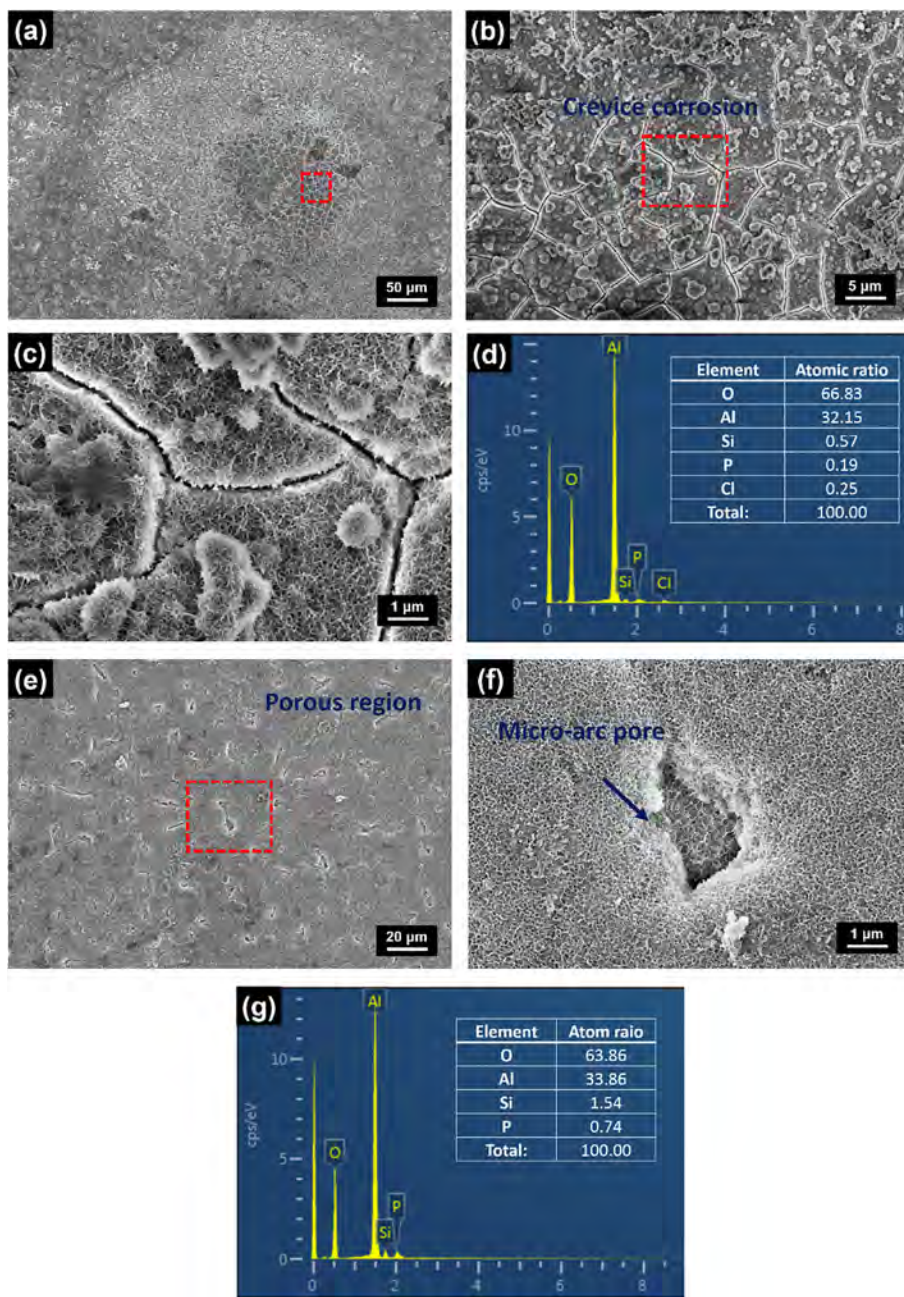 (a)
50 µm
(b)
Crevice corrosion
5 µm
(c)
1 µm
(d)
Al
O
P
Si
Cl
cps/eV
10
5
0
0 2 4 6 8
Element Atomic ratio
O 66.83
Al 32.15
Si 0.57
P 0.19
Cl 0.25
Total: 100.00
(e)
Porous region
20 µm
(f)
Micro-arc pore
1 µm
(g)
Al
O
P
Si
cps/eV
10
5
0
0 2 4 6 8
Element Atom raio
O 63.86
Al 33.86
Si 1.54
P 0.74
Total: 100.00